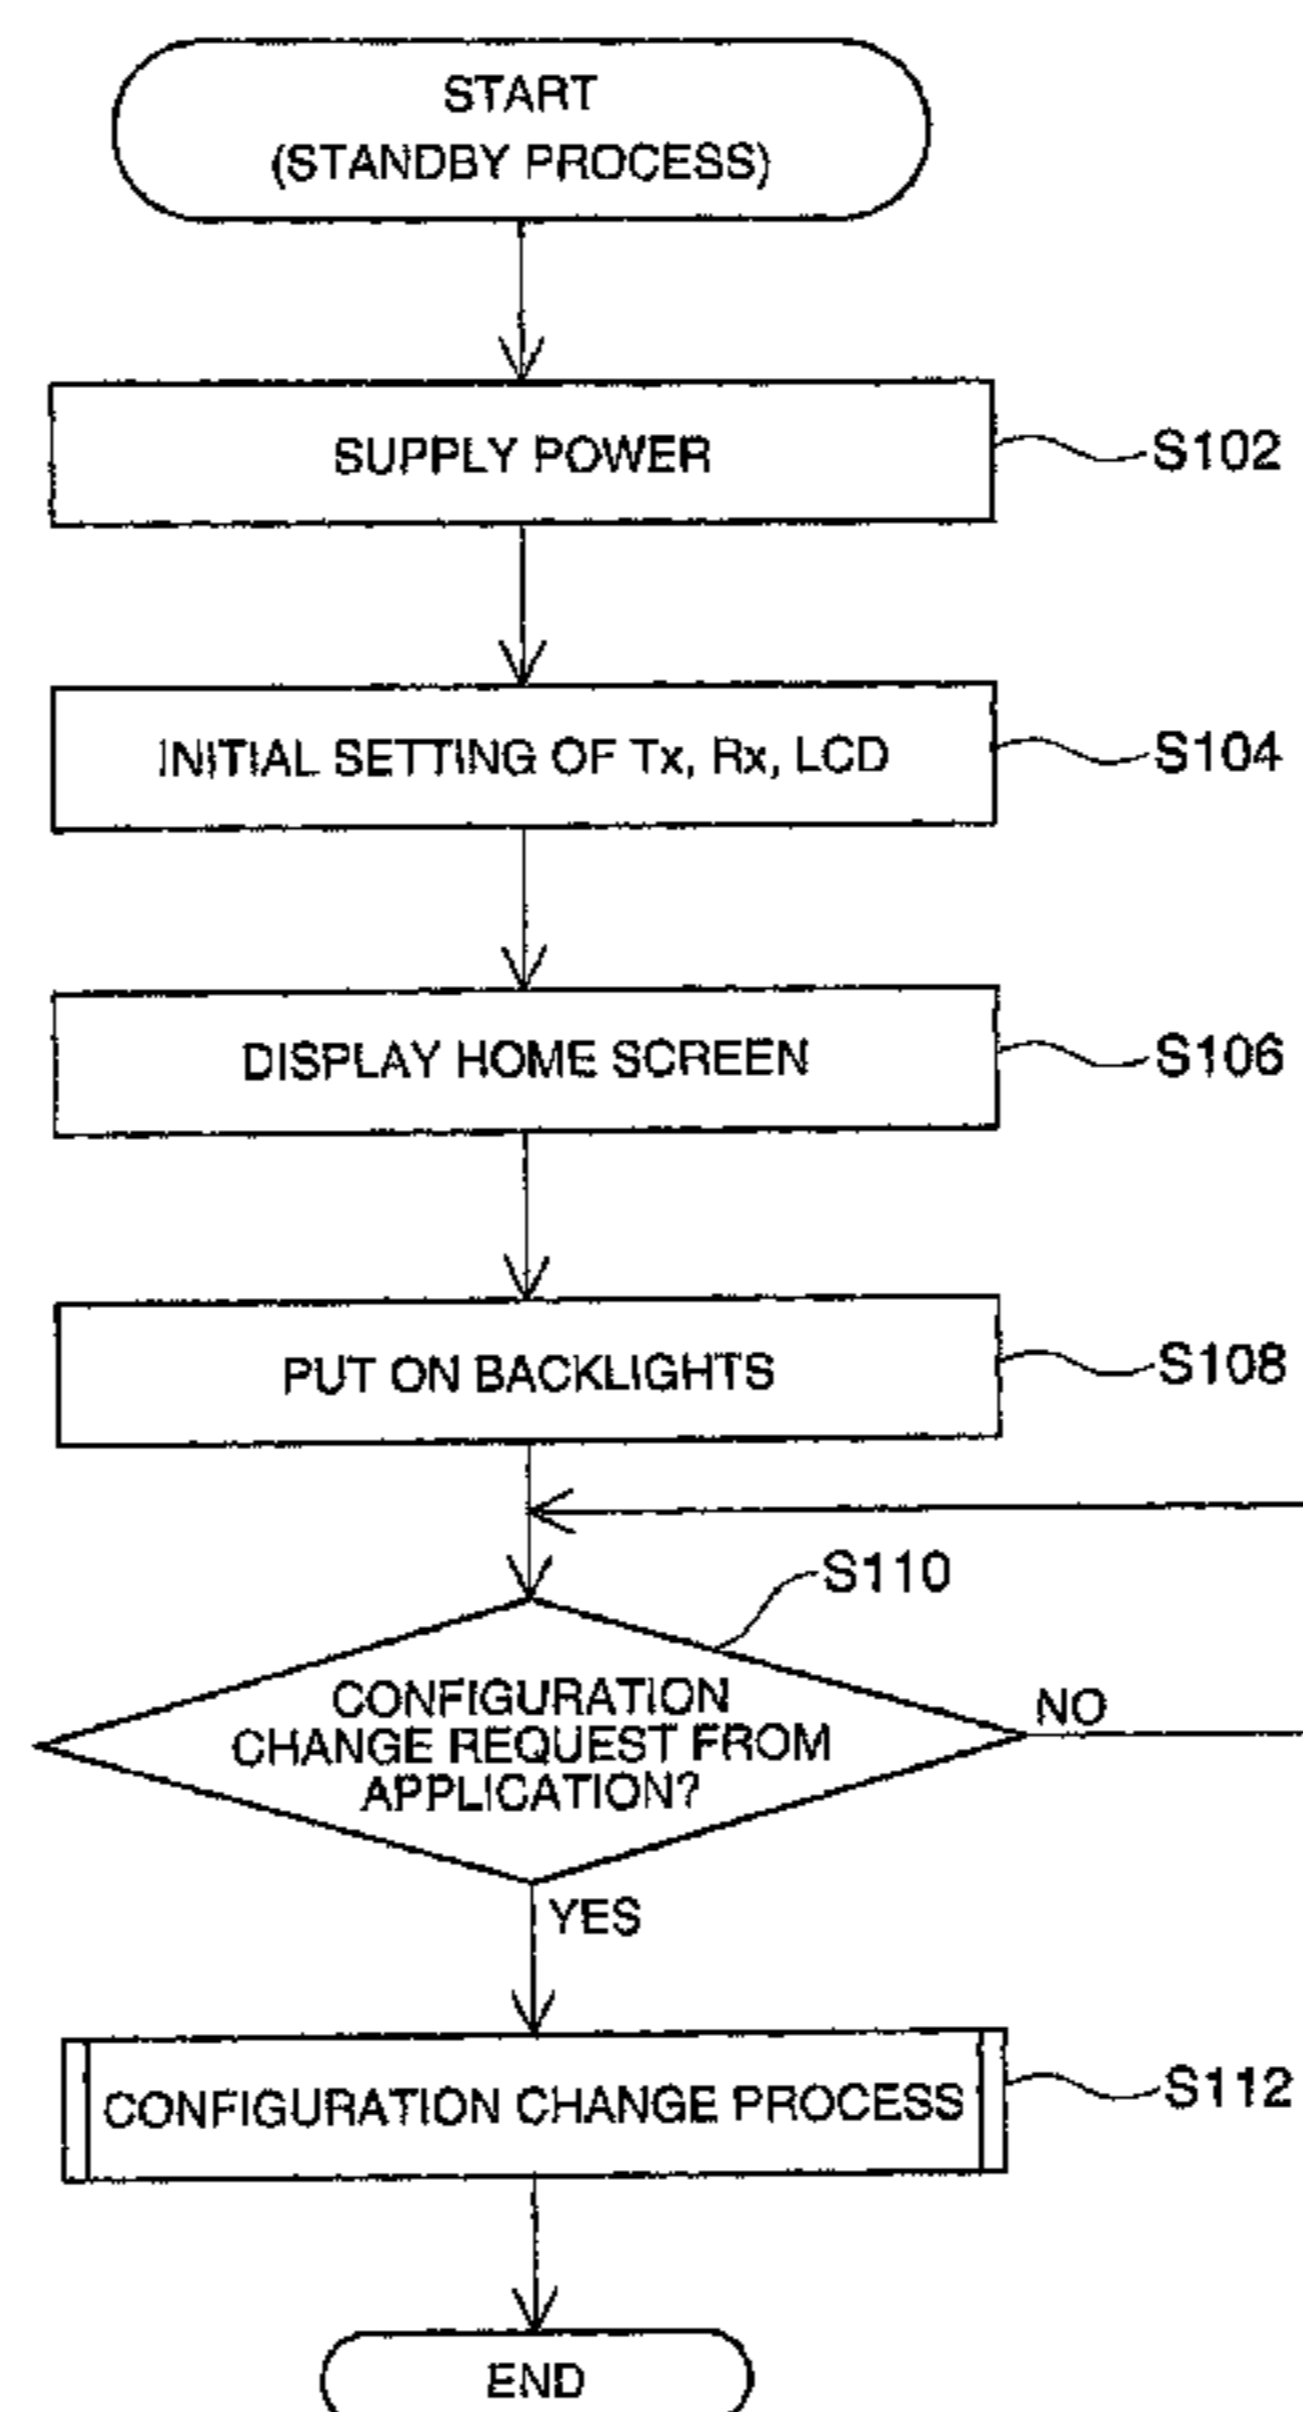 START
(STANDBY PROCESS)
SUPPLY POWER
S102
INITIAL SETTING OF Tx, Rx, LCD
S104
DISPLAY HOME SCREEN
S106
PUT ON BACKLIGHTS
S108
S110
CONFIGURATION
CHANGE REQUEST FROM
APPLICATION?
NO
YES
CONFIGURATION CHANGE PROCESS
S112
END